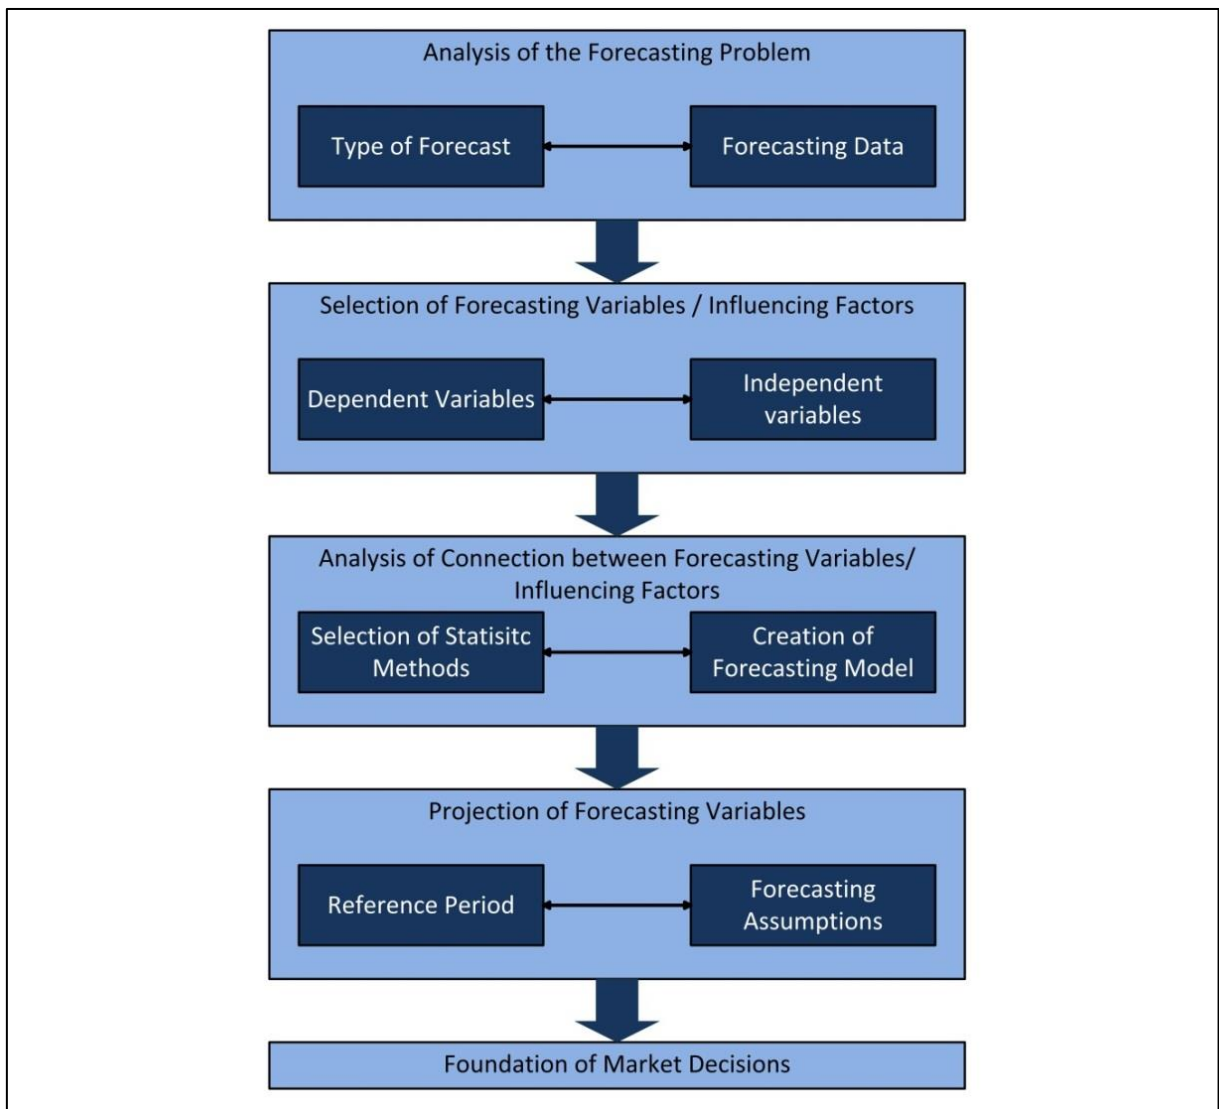 Analysis of the Forecasting Problem
Type of Forecast
Forecasting Data
Selection of Forecasting Variables / Influencing Factors
Dependent Variables
Independent
variables
Analysis of Connection between Forecasting Variables/
Influencing Factors
Selection of Statisitc
Methods
Creation of
Forecasting Model
Projection of Forecasting Variables
Reference Period
Forecasting
Assumptions
Foundation of Market Decisions